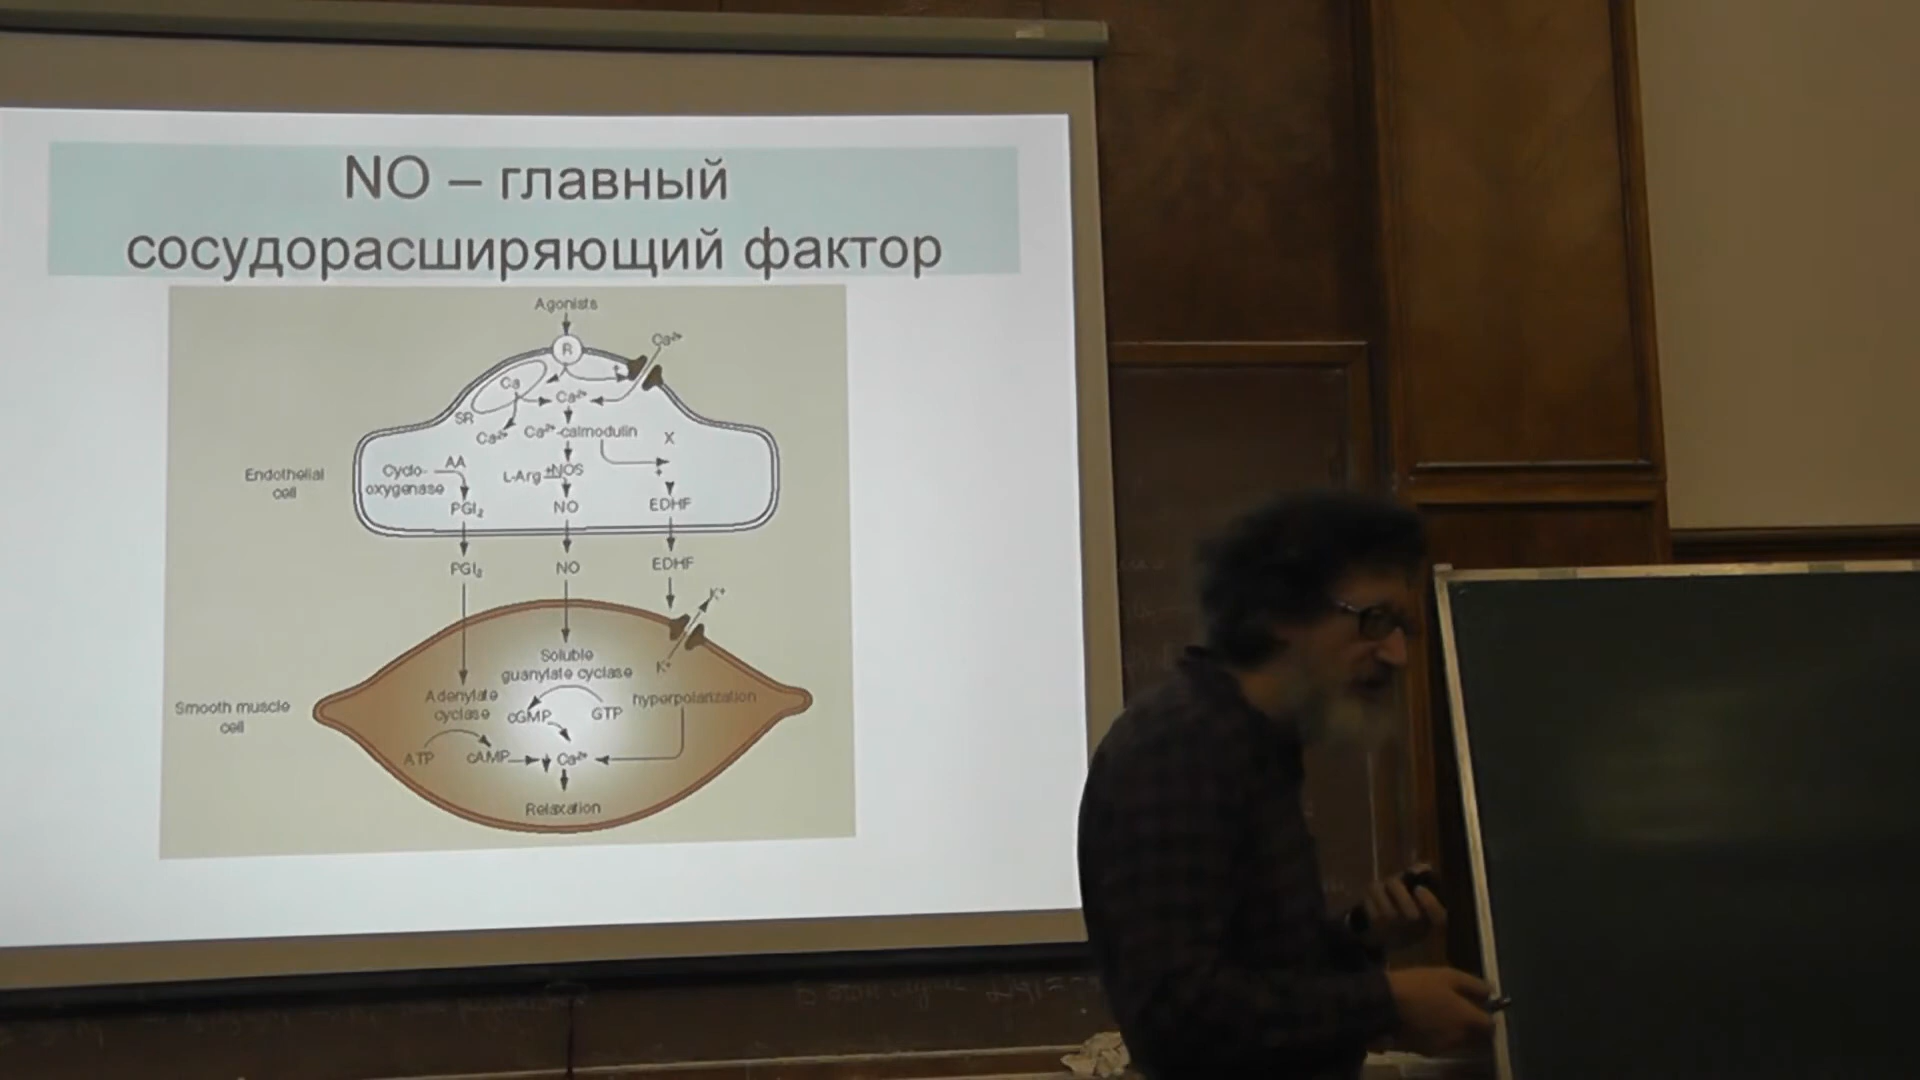 NO – главный
сосудорасширяющий фактор
Agonists
R
Ca²⁺
Ca
Ca²⁺
SR
Ca²⁺
Ca²⁺-calmodulin
X
+
Endothelial
cell
Cyclo-
oxygenase
AA
L-Arg
+NOS
PGI₂
NO
EDHF
PGI₂
NO
EDHF
K⁺
K⁺
Soluble
guanylate cyclase
Smooth muscle
cell
Adenylate
cyclase
cGMP
GTP
hyperpolarization
ATP
cAMP
Ca²⁺
Relaxation